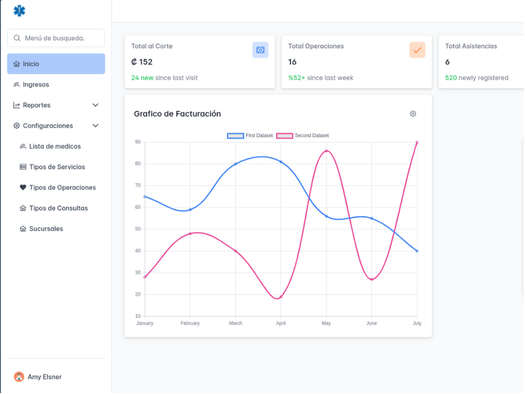 Menú de busqueda.
Inicio
Ingresos
Reportes
Configuraciones
Lista de medicos
Tipos de Servicios
Tipos de Operaciones
Tipos de Consultas
Sucursales
Amy Elsner
Total al Corte
₡ 152
24 new since last visit
Total Operaciones
16
%52+ since last week
Total Asistencias
6
520 newly registered
Grafico de Facturación
First Dataset Second Dataset
90
80
70
60
50
40
30
20
10
January February March April May June July